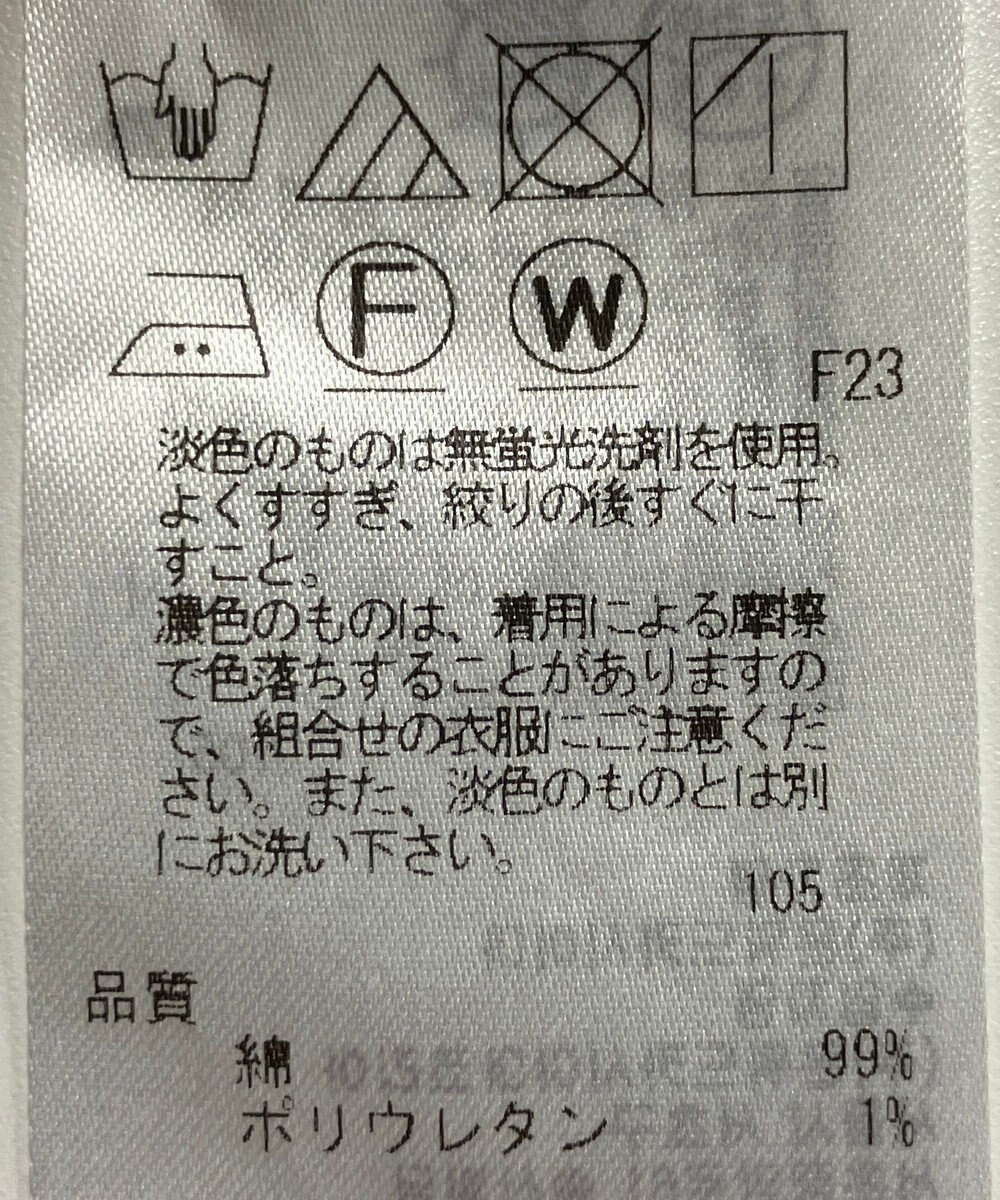 F
W
F23
淡色のものは無蛍光洗剤を使用。
よくすすぎ、絞りの後すぐに干
すこと。
濃色のものは、着用による摩擦
で色落ちすることがありますの
で、組合せの衣服にご注意くだ
さい。また、淡色のものとは別
にお洗い下さい。
105
品質
綿 99%
ポリウレタン 1%